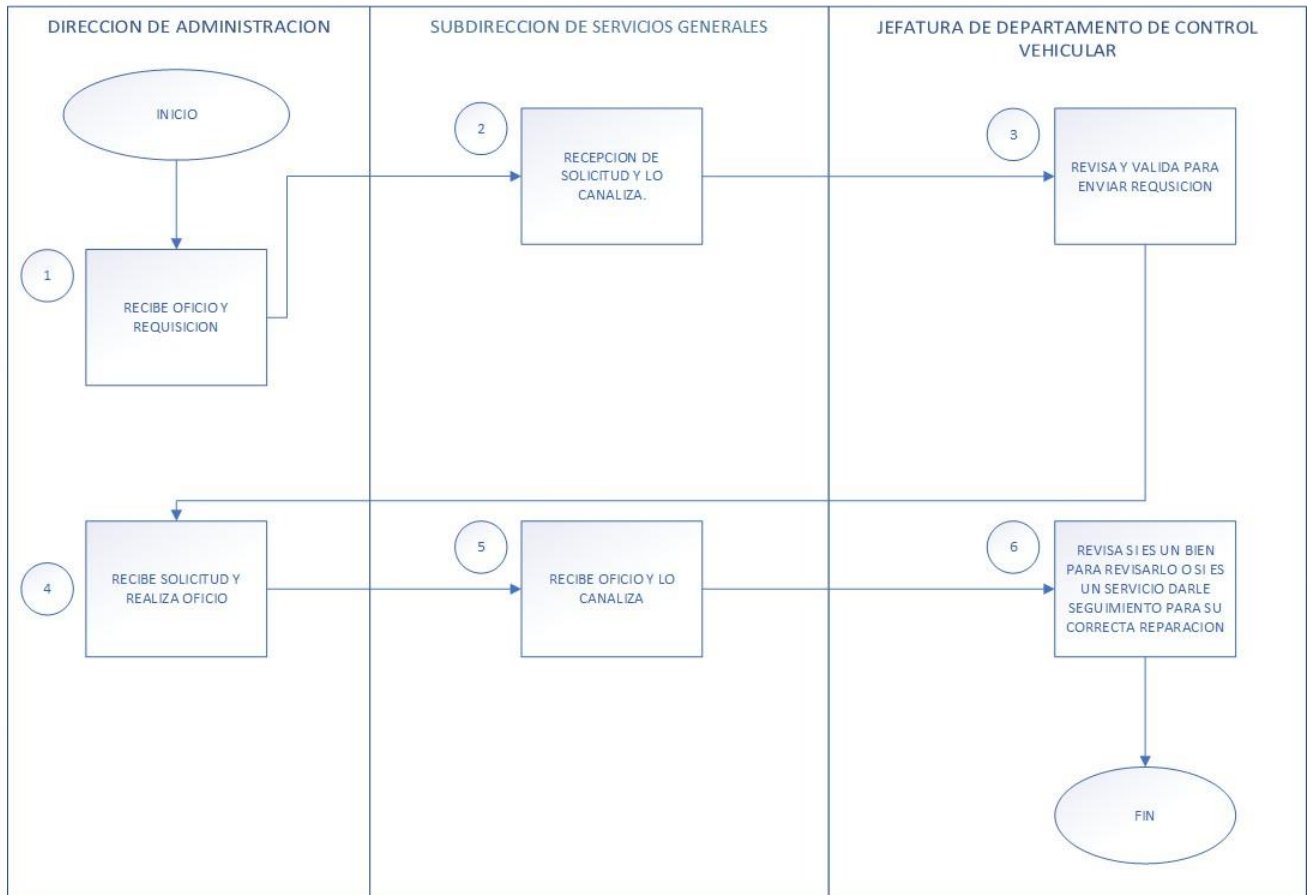 DIRECCION DE ADMINISTRACION
SUBDIRECCION DE SERVICIOS GENERALES
JEFATURA DE DEPARTAMENTO DE CONTROL
VEHICULAR
INICIO
1
RECIBE OFICIO Y
REQUISICION
2
RECEPCION DE
SOLICITUD Y LO
CANALIZA.
3
REVISA Y VALIDA PARA
ENVIAR REQUSICION
4
RECIBE SOLICITUD Y
REALIZA OFICIO
5
RECIBE OFICIO Y LO
CANALIZA
6
REVISA SI ES UN BIEN
PARA REVISARLO O SI ES
UN SERVICIO DARLE
SEGUIMIENTO PARA SU
CORRECTA REPARACION
FIN